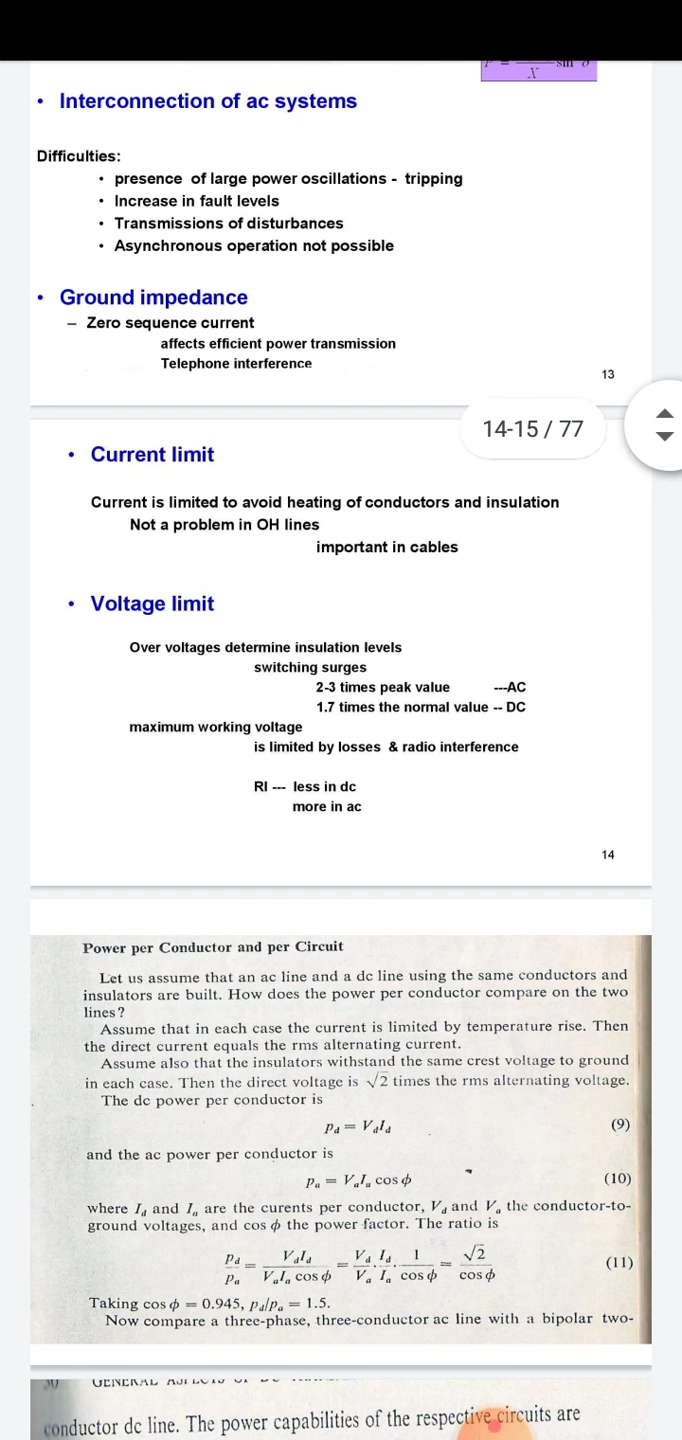 X
• Interconnection of ac systems
Difficulties:
• presence of large power oscillations - tripping
• Increase in fault levels
• Transmissions of disturbances
• Asynchronous operation not possible
• Ground impedance
– Zero sequence current
affects efficient power transmission
Telephone interference
13
14-15 / 77
• Current limit
Current is limited to avoid heating of conductors and insulation
Not a problem in OH lines
important in cables
• Voltage limit
Over voltages determine insulation levels
switching surges
2-3 times peak value ---AC
1.7 times the normal value -- DC
maximum working voltage
is limited by losses & radio interference
RI --- less in dc
more in ac
14
Power per Conductor and per Circuit
Let us assume that an ac line and a dc line using the same conductors and
insulators are built. How does the power per conductor compare on the two
lines?
Assume that in each case the current is limited by temperature rise. Then
the direct current equals the rms alternating current.
Assume also that the insulators withstand the same crest voltage to ground
in each case. Then the direct voltage is √2 times the rms alternating voltage.
The dc power per conductor is
p_d = V_d I_d (9)
and the ac power per conductor is
p_a = V_a I_a cos ϕ (10)
where I_d and I_a are the curents per conductor, V_d and V_a the conductor-to-
ground voltages, and cos ϕ the power factor. The ratio is
p_d/p_a = V_d I_d/(V_a I_a cos ϕ) = V_d/V_a · I_d/I_a · 1/cos ϕ = √2/cos ϕ (11)
Taking cos ϕ = 0.945, p_d/p_a = 1.5.
Now compare a three-phase, three-conductor ac line with a bipolar two-
GENERAL
conductor dc line. The power capabilities of the respective circuits are